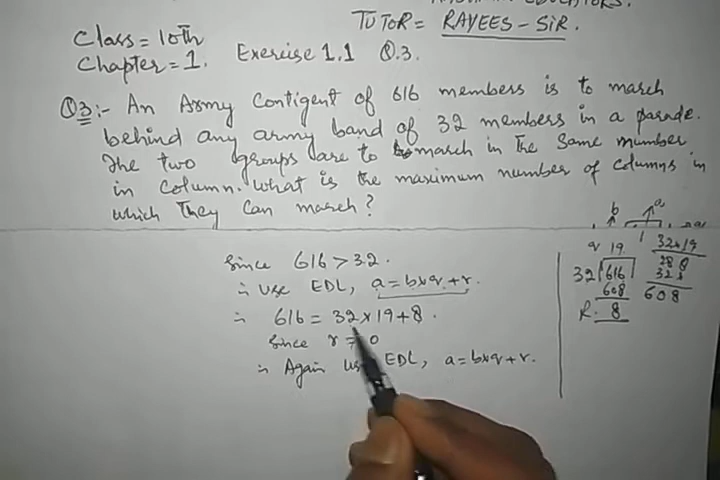 TUTOR= RAYEES-SIR.
Class=10th
Chapter=1. Exercise 1.1 Q.3.
Q3:- An Army Contigent of 616 members is to march
behind any army band of 32 members in a parade.
The two groups are to march in the same number
in column. What is the maximum number of columns in
which they can march?
Since 616>32.
∴ Use EDL, a=b×q+r.
∴ 616 = 32×19+8.
Since r ≠ 0
∴ Again Use EDL, a=b×q+r.
b a
q 19
32 616
608
R. 8
32×19
288
32×
608